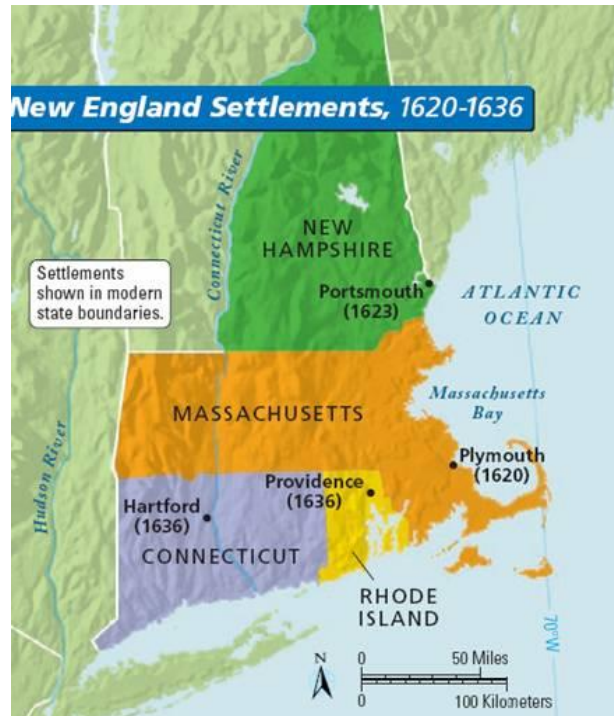 New England Settlements, 1620-1636
Connecticut River
NEW
HAMPSHIRE
Settlements
shown in modern
state boundaries.
Portsmouth
(1623)
ATLANTIC
OCEAN
MASSACHUSETTS
Massachusetts
Bay
Hudson River
Plymouth
(1620)
Providence
(1636)
Hartford
(1636)
CONNECTICUT
RHODE
ISLAND
70°W
N
0 50 Miles
0 100 Kilometers